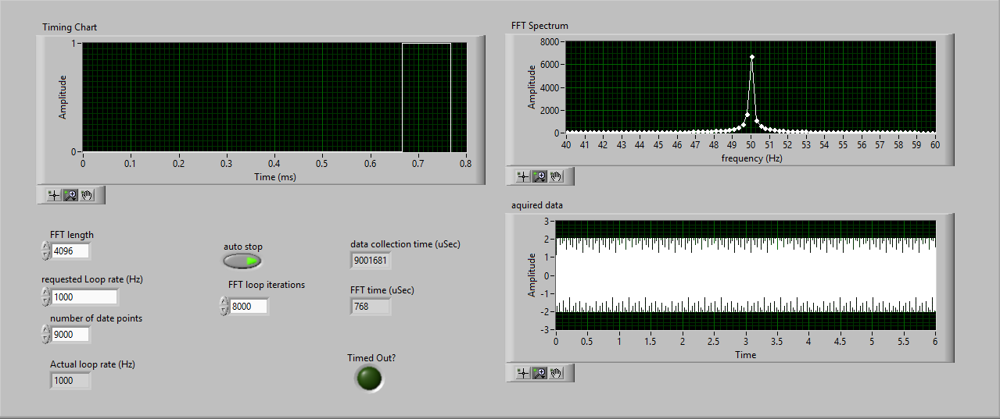 Timing Chart
1
0
Amplitude
0 0.1 0.2 0.3 0.4 0.5 0.6 0.7 0.8
Time (ms)
FFT Spectrum
8000
6000
4000
2000
0
Amplitude
40 41 42 43 44 45 46 47 48 49 50 51 52 53 54 55 56 57 58 59 60
frequency (Hz)
FFT length
4096
requested Loop rate (Hz)
1000
number of date points
9000
Actual loop rate (Hz)
1000
auto stop
FFT loop iterations
8000
data collection time (uSec)
9001681
FFT time (uSec)
768
Timed Out?
aquired data
3
2
1
0
-1
-2
-3
Amplitude
0 0.5 1 1.5 2 2.5 3 3.5 4 4.5 5 5.5 6
Time